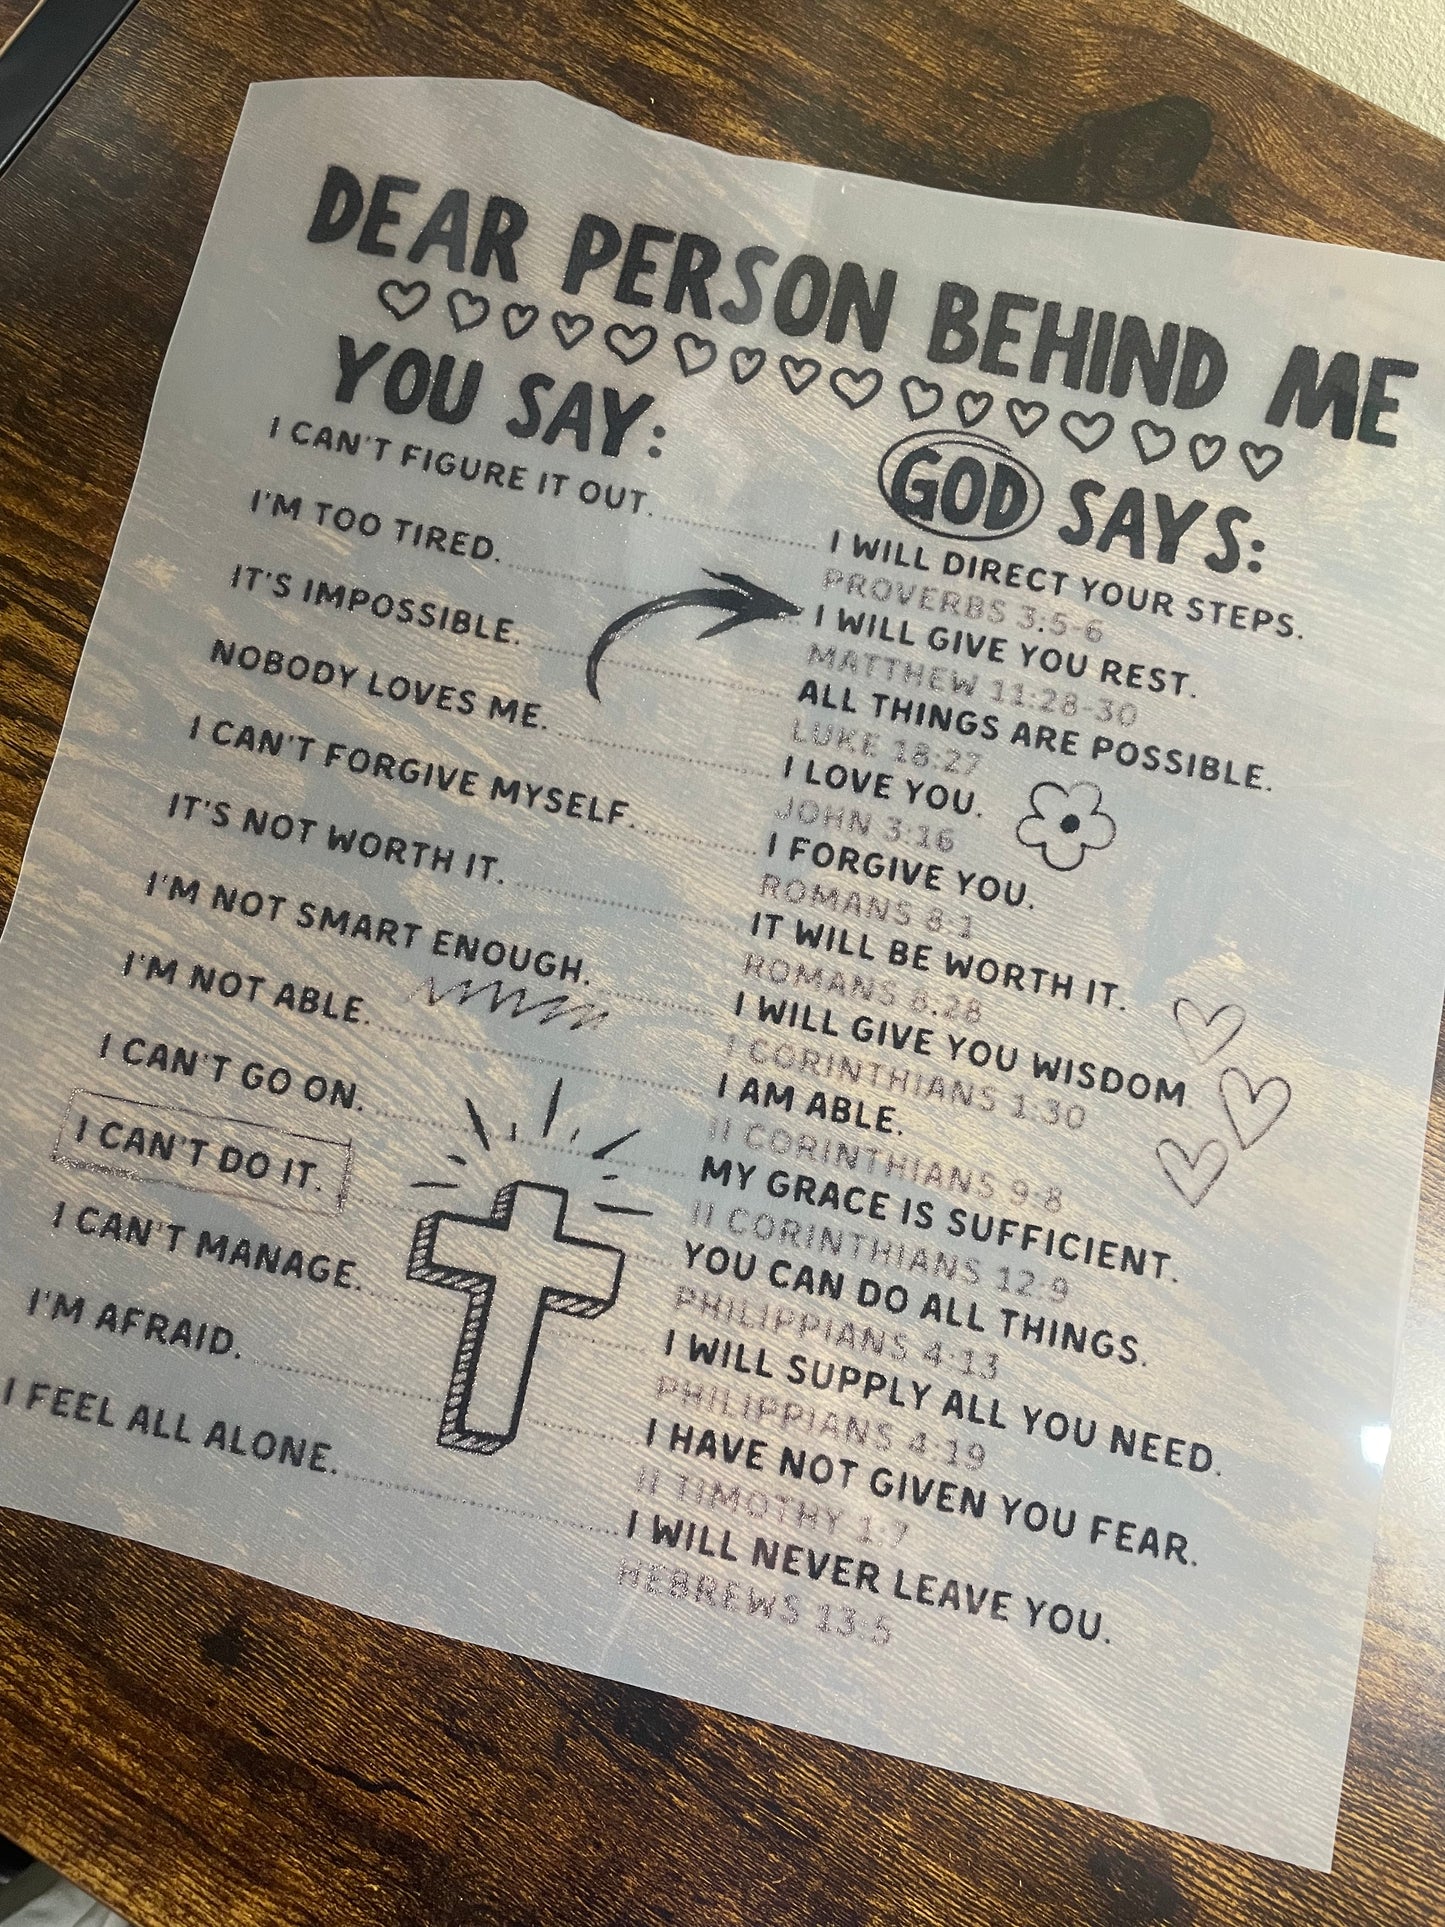 DEAR PERSON BEHIND ME
YOU SAY:
I CAN'T FIGURE IT OUT.
I'M TOO TIRED.
IT'S IMPOSSIBLE.
NOBODY LOVES ME.
I CAN'T FORGIVE MYSELF.
IT'S NOT WORTH IT.
I'M NOT SMART ENOUGH.
I'M NOT ABLE.
I CAN'T GO ON.
I CAN'T DO IT.
I CAN'T MANAGE.
I'M AFRAID.
I FEEL ALL ALONE.
GOD SAYS:
I WILL DIRECT YOUR STEPS.
PROVERBS 3:5-6
I WILL GIVE YOU REST.
MATTHEW 11:28-30
ALL THINGS ARE POSSIBLE.
LUKE 18:27
I LOVE YOU.
JOHN 3:16
I FORGIVE YOU.
ROMANS 8:1
IT WILL BE WORTH IT.
ROMANS 8:28
I WILL GIVE YOU WISDOM.
I CORINTHIANS 1:30
I AM ABLE.
II CORINTHIANS 9-8
MY GRACE IS SUFFICIENT.
II CORINTHIANS 12:9
YOU CAN DO ALL THINGS.
PHILIPPIANS 4:13
I WILL SUPPLY ALL YOU NEED.
PHILIPPIANS 4:19
I HAVE NOT GIVEN YOU FEAR.
II TIMOTHY 1:7
I WILL NEVER LEAVE YOU.
HEBREWS 13:5